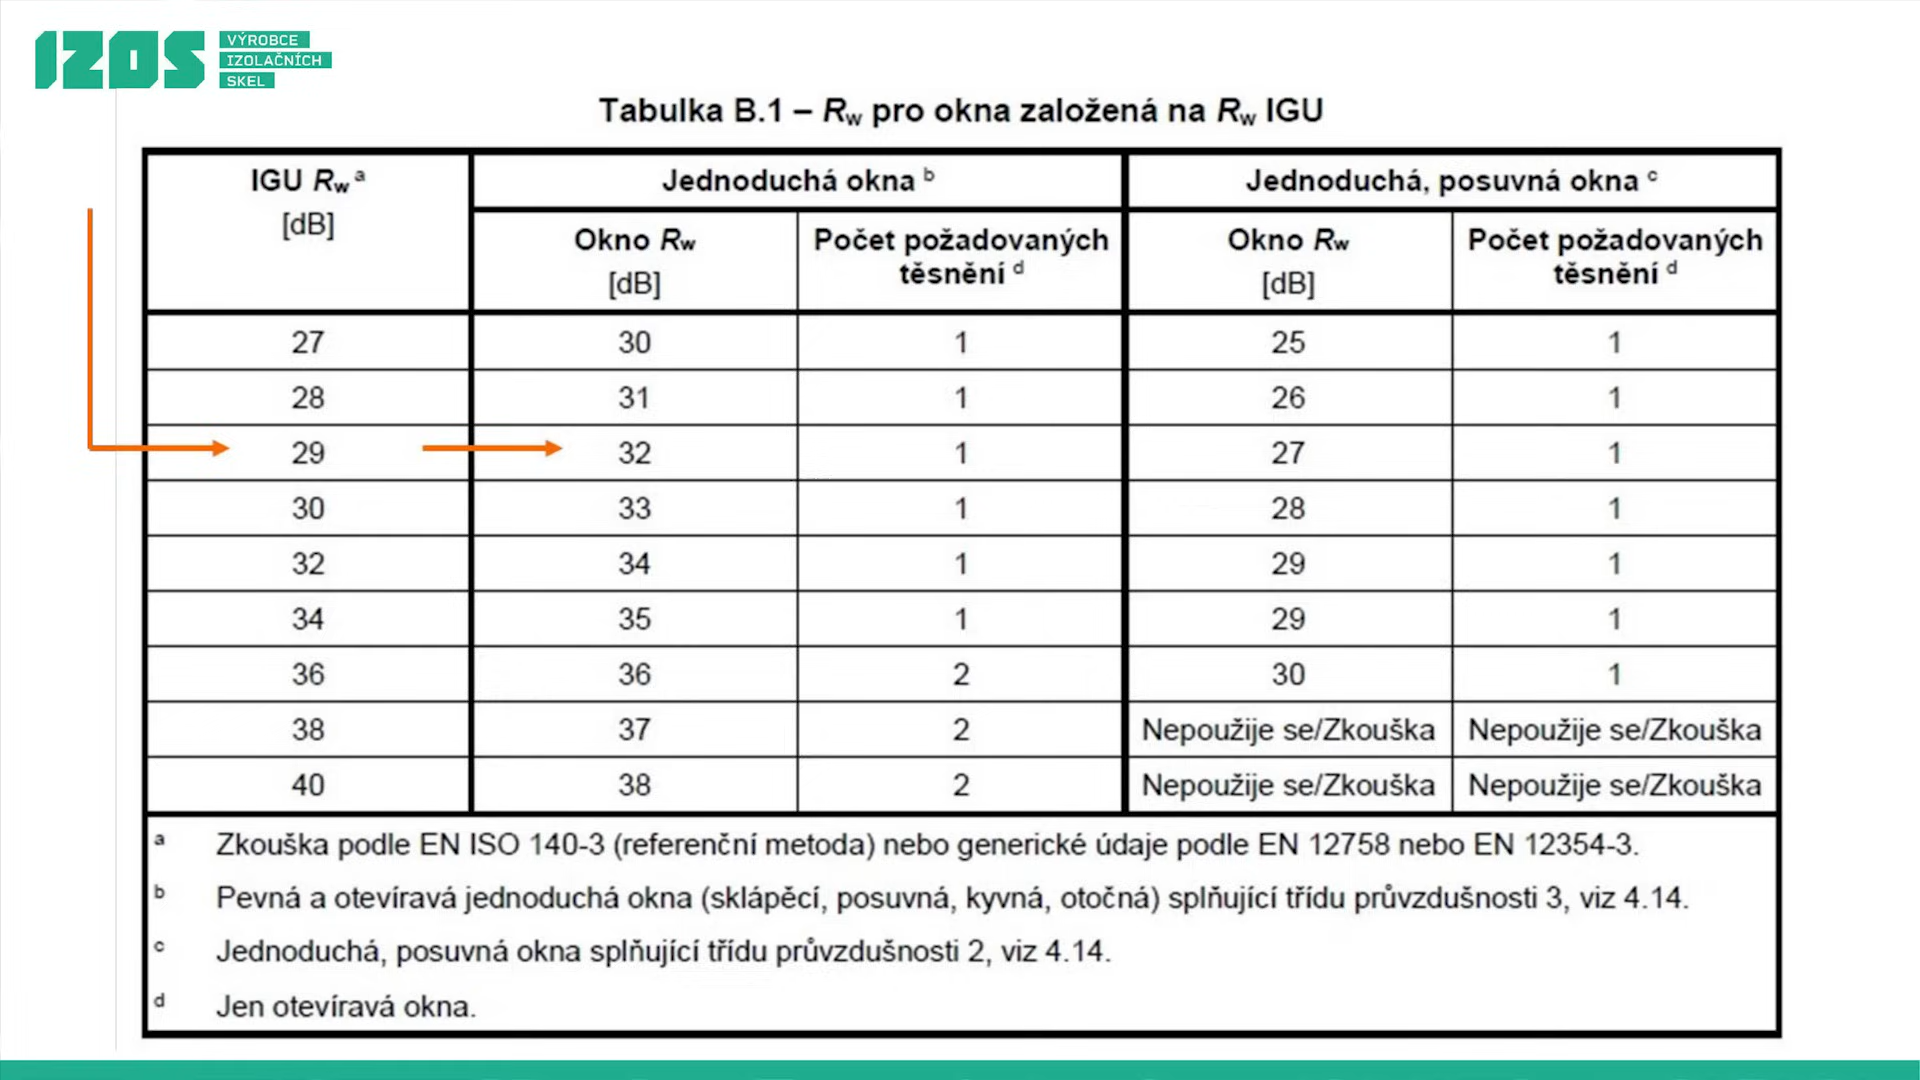 IZOS
VÝROBCE
IZOLAČNÍCH
SKEL
Tabulka B.1 – Rw pro okna založená na Rw IGU
IGU Rw a
[dB]
Jednoduchá okna b
Jednoduchá, posuvná okna c
Okno Rw
[dB]
Počet požadovaných
těsnění d
Okno Rw
[dB]
Počet požadovaných
těsnění d
27 30 1 25 1
28 31 1 26 1
29 32 1 27 1
30 33 1 28 1
32 34 1 29 1
34 35 1 29 1
36 36 2 30 1
38 37 2 Nepoužije se/Zkouška Nepoužije se/Zkouška
40 38 2 Nepoužije se/Zkouška Nepoužije se/Zkouška
a Zkouška podle EN ISO 140-3 (referenční metoda) nebo generické údaje podle EN 12758 nebo EN 12354-3.
b Pevná a otevíravá jednoduchá okna (sklápěcí, posuvná, kyvná, otočná) splňující třídu průvzdušnosti 3, viz 4.14.
c Jednoduchá, posuvná okna splňující třídu průvzdušnosti 2, viz 4.14.
d Jen otevíravá okna.